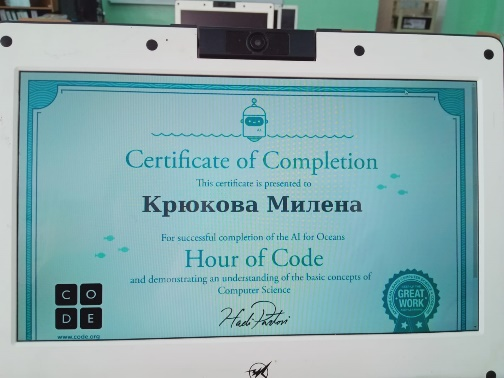 Certificate of Completion
This certificate is presented to
Крюкова Милена
For successful completion of the AI for Oceans
Hour of Code
and demonstrating an understanding of the basic concepts of
Computer Science
Hadi Partovi
C O
D E
www.code.org
GREAT
WORK